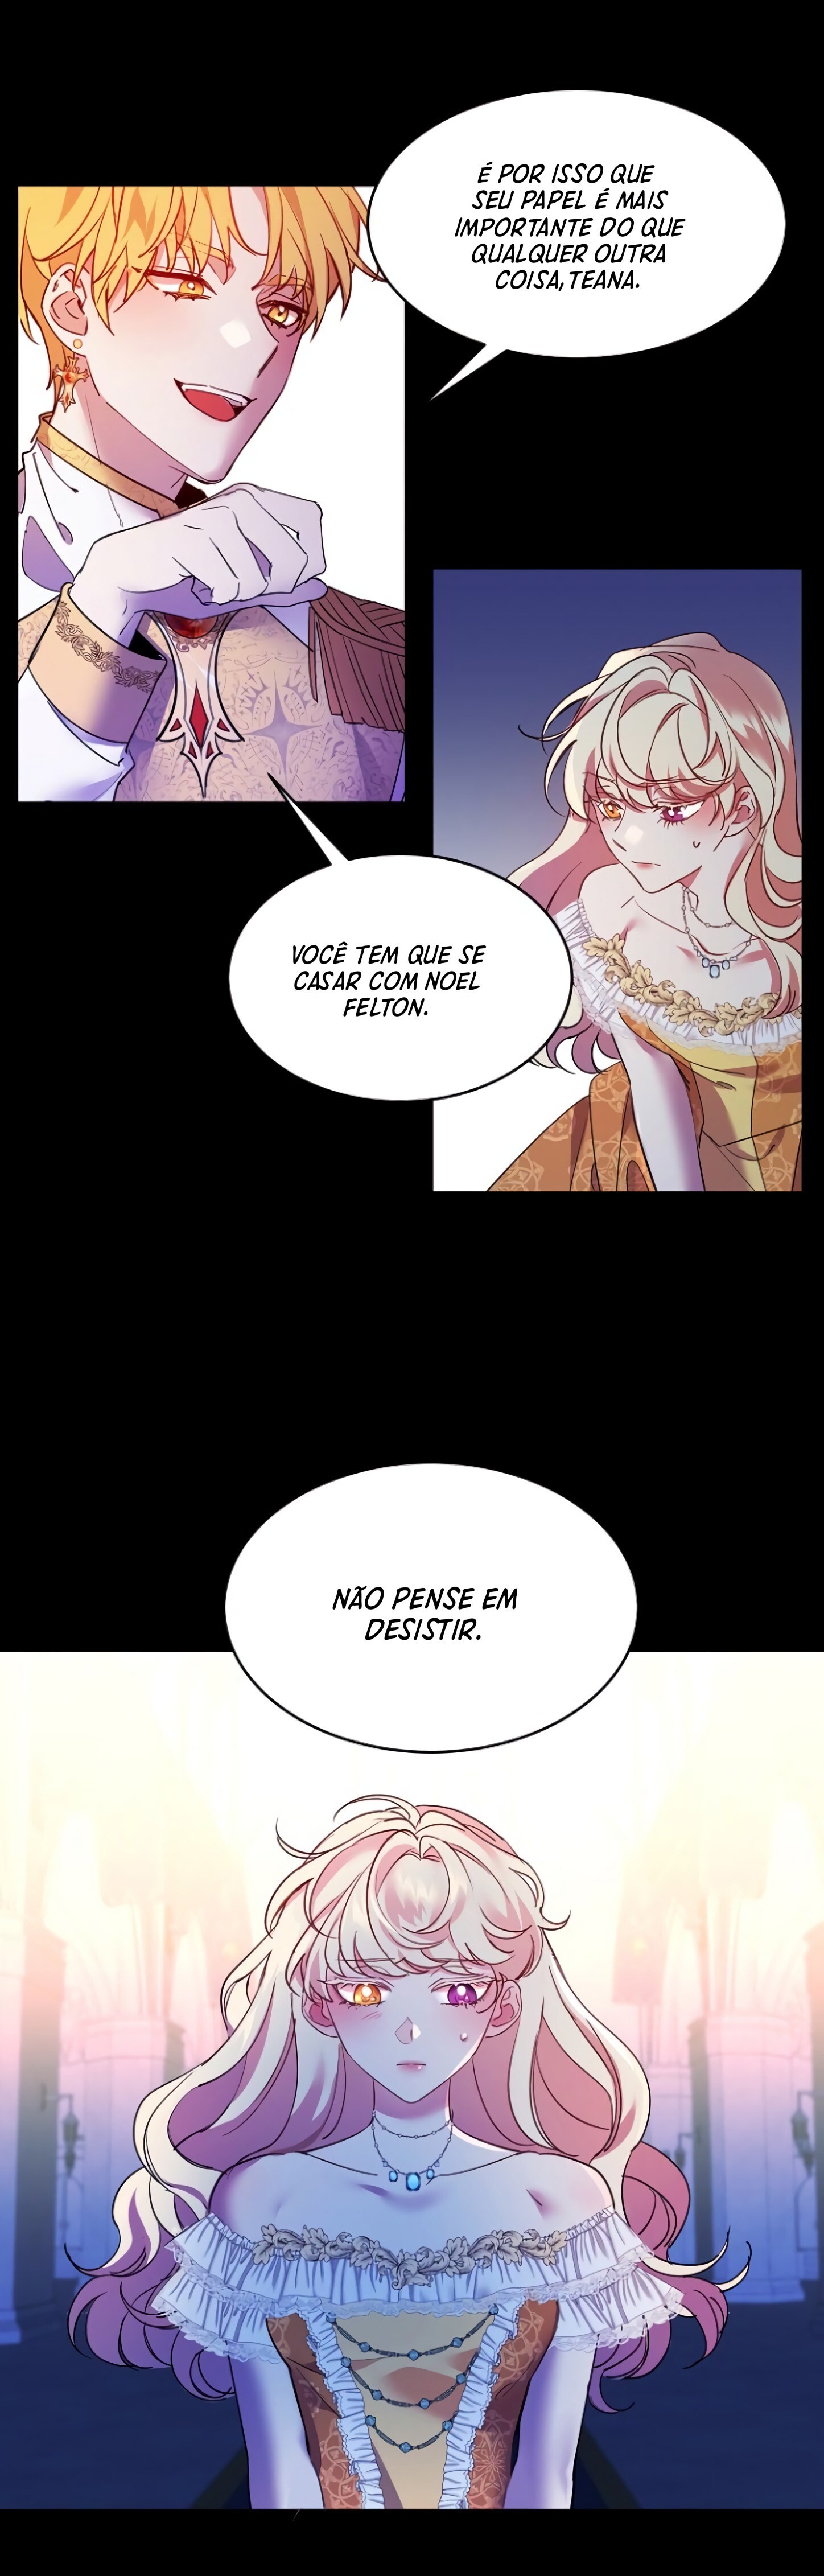 É POR ISSO QUE
SEU PAPEL É MAIS
IMPORTANTE DO QUE
QUALQUER OUTRA
COISA, TEANA.
VOCÊ TEM QUE SE
CASAR COM NOEL
FELTON.
NÃO PENSE EM
DESISTIR.